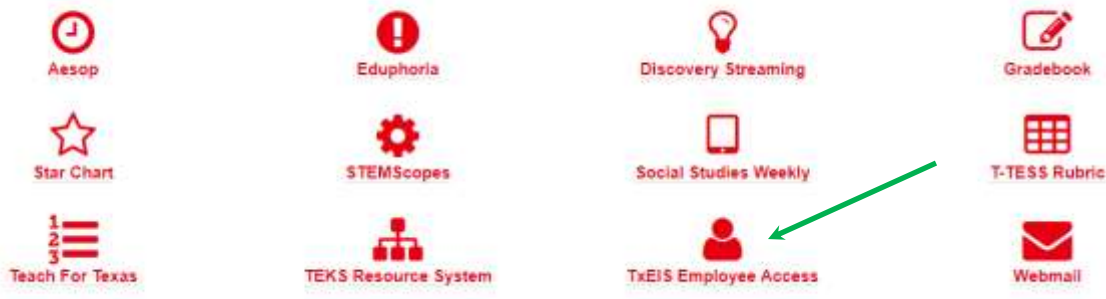 Aesop
Eduphoria
Discovery Streaming
Gradebook
Star Chart
STEMScopes
Social Studies Weekly
T-TESS Rubric
1
2
3
Teach For Texas
TEKS Resource System
TxEIS Employee Access
Webmail